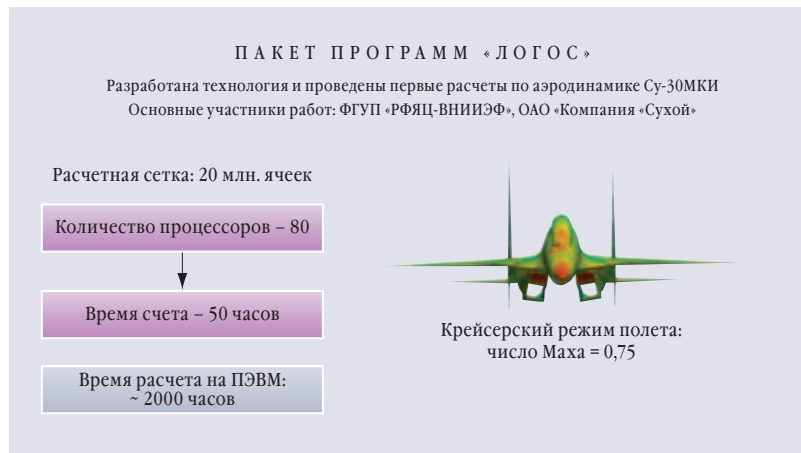 ПАКЕТ ПРОГРАММ «ЛОГОС»
Разработана технология и проведены первые расчеты по аэродинамике Су-30МКИ
Основные участники работ: ФГУП «РФЯЦ-ВНИИЭФ», ОАО «Компания «Сухой»
Расчетная сетка: 20 млн. ячеек
Количество процессоров – 80
Время счета – 50 часов
Время расчета на ПЭВМ:
~ 2000 часов
Крейсерский режим полета:
число Маха = 0,75